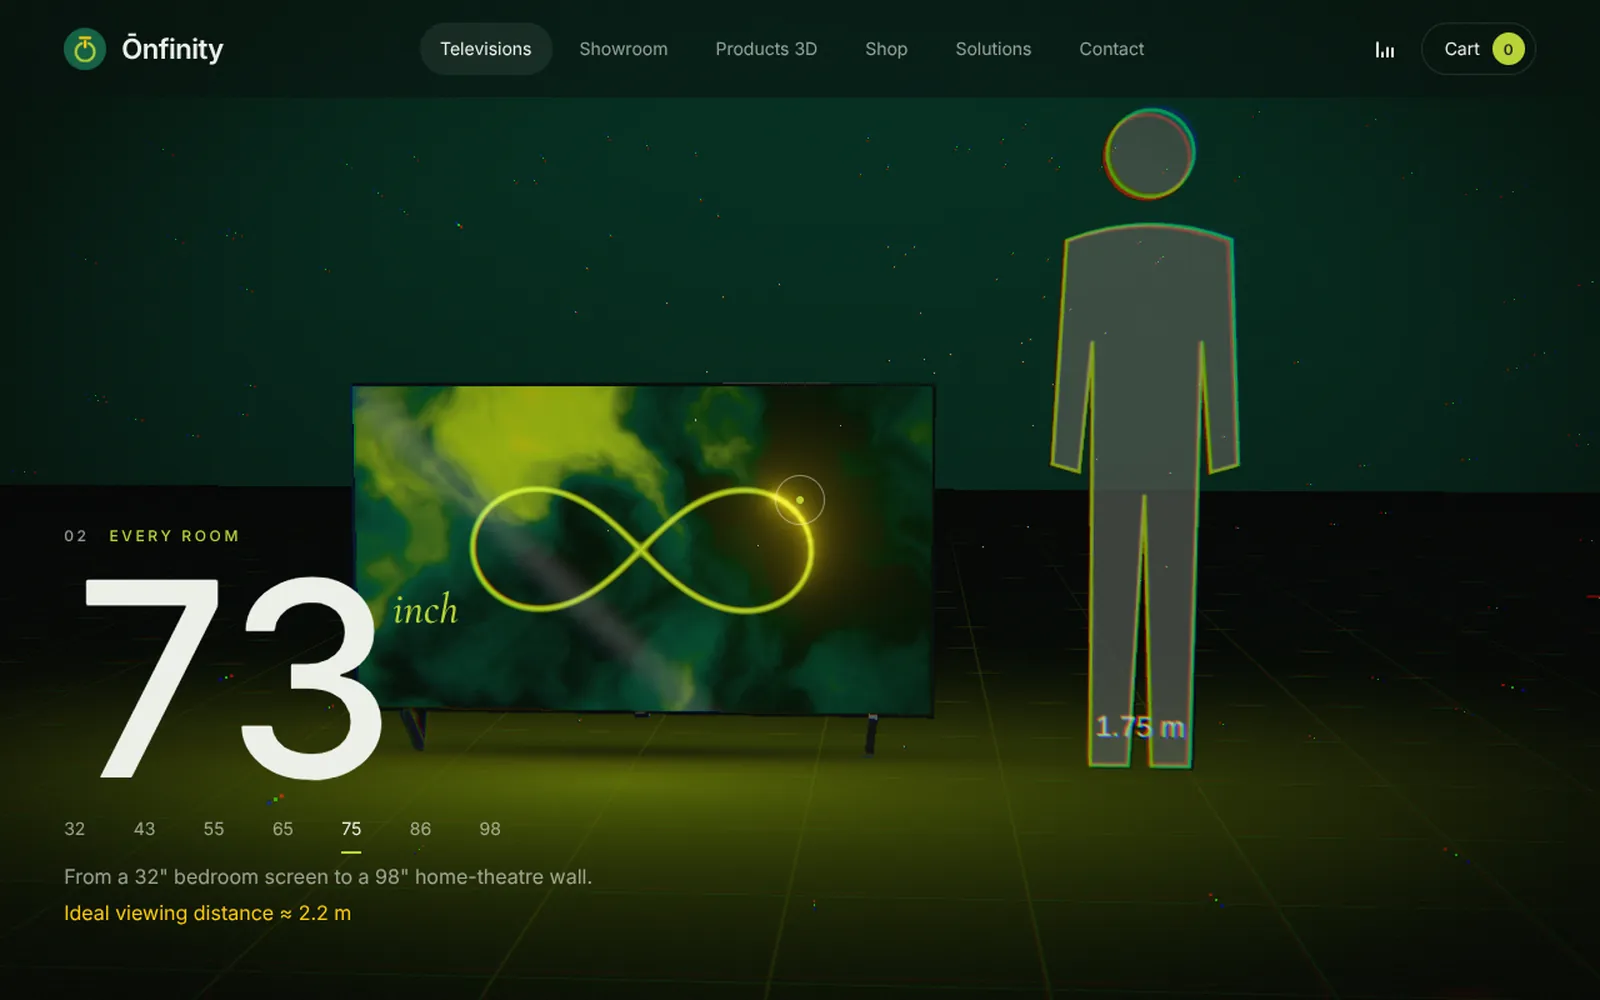 Ōnfinity
Televisions
Showroom
Products 3D
Shop
Solutions
Contact
Cart 0
02 EVERY ROOM
73 inch
1.75 m
32 43 55 65 75 86 98
From a 32" bedroom screen to a 98" home-theatre wall.
Ideal viewing distance ≈ 2.2 m